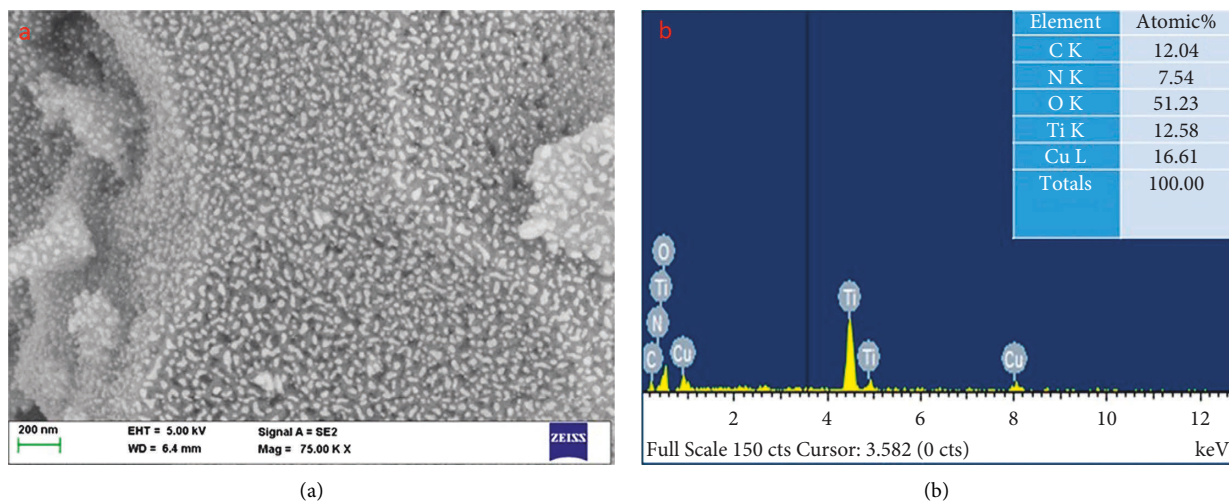 a
200 nm
EHT = 5.00 kV
Signal A = SE2
WD = 6.4 mm
Mag = 75.00 K X
ZEISS
(a)
b
Element Atomic%
C K 12.04
N K 7.54
O K 51.23
Ti K 12.58
Cu L 16.61
Totals 100.00
O
Ti
N
C
Cu
Ti
Ti
Cu
2 4 6 8 10 12
Full Scale 150 cts Cursor: 3.582 (0 cts) keV
(b)